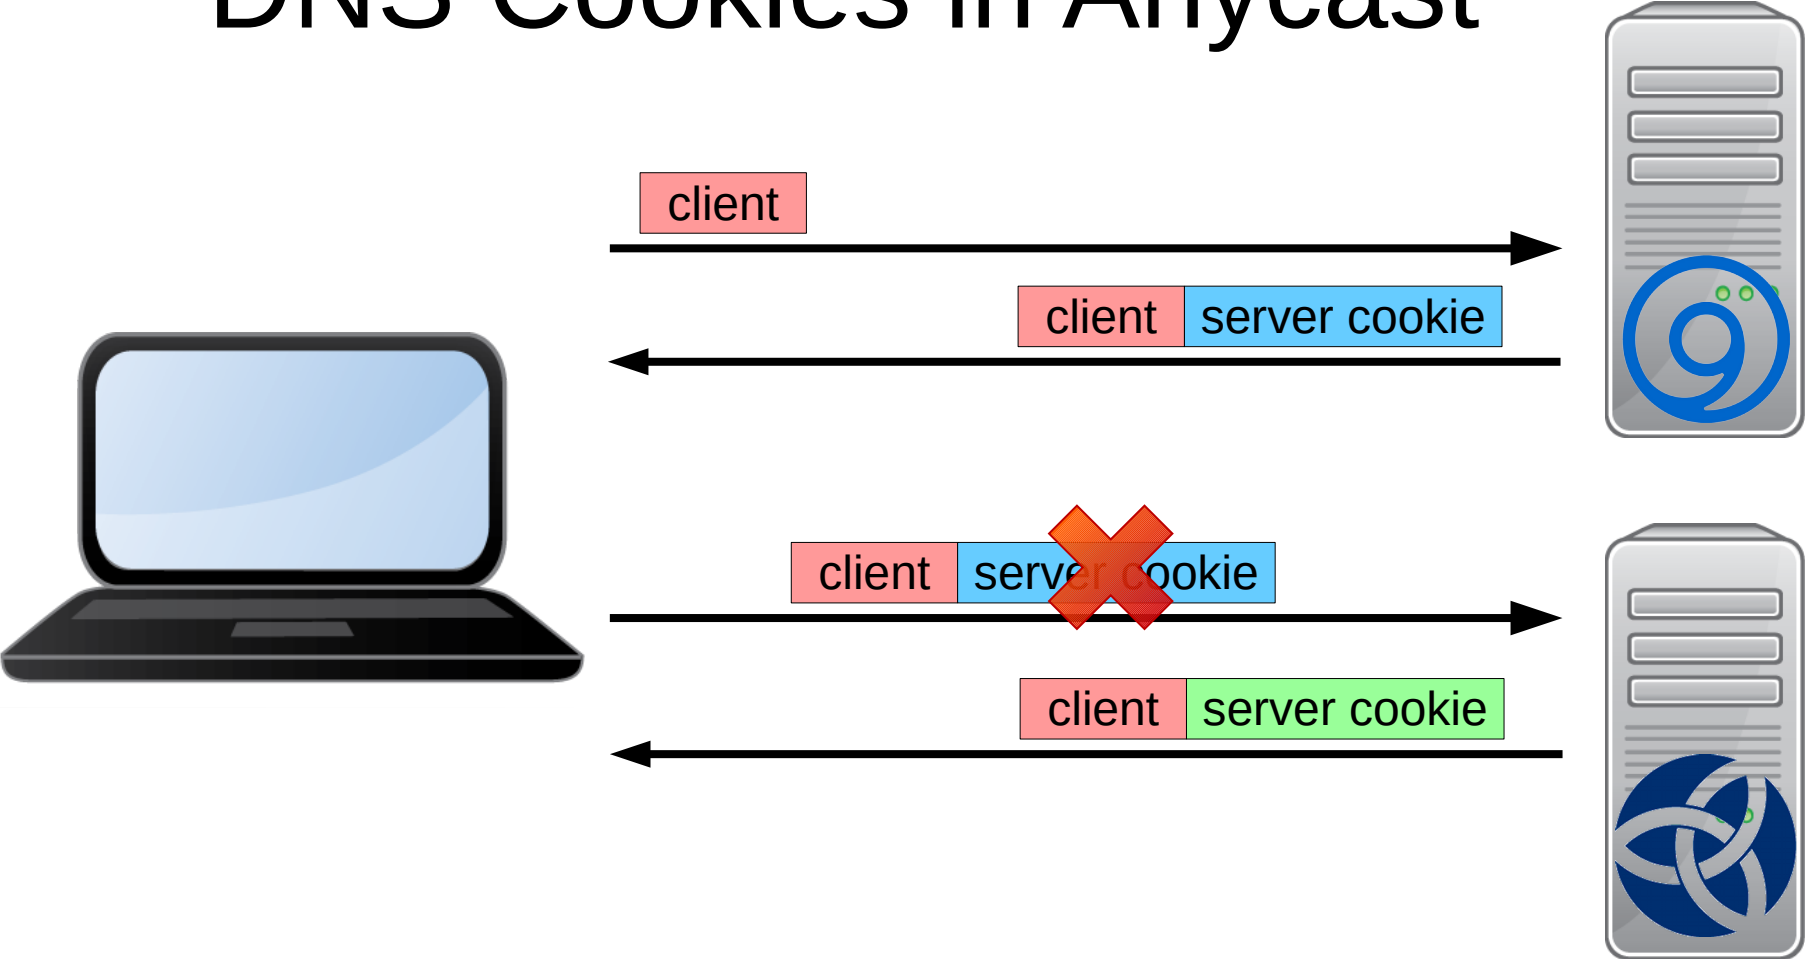 DNS Cookies in Anycast
client
client server cookie
client server cookie
client server cookie